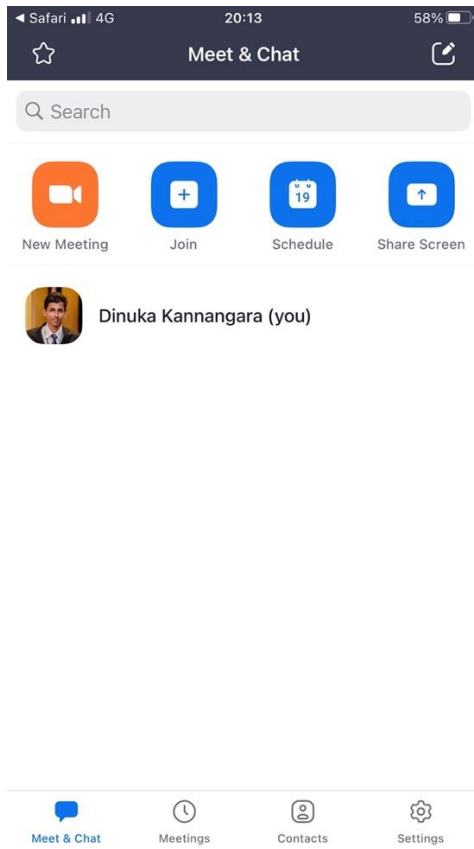 Safari 4G 20:13 58%
Meet & Chat
Search
19
New Meeting Join Schedule Share Screen
Dinuka Kannangara (you)
Meet & Chat Meetings Contacts Settings